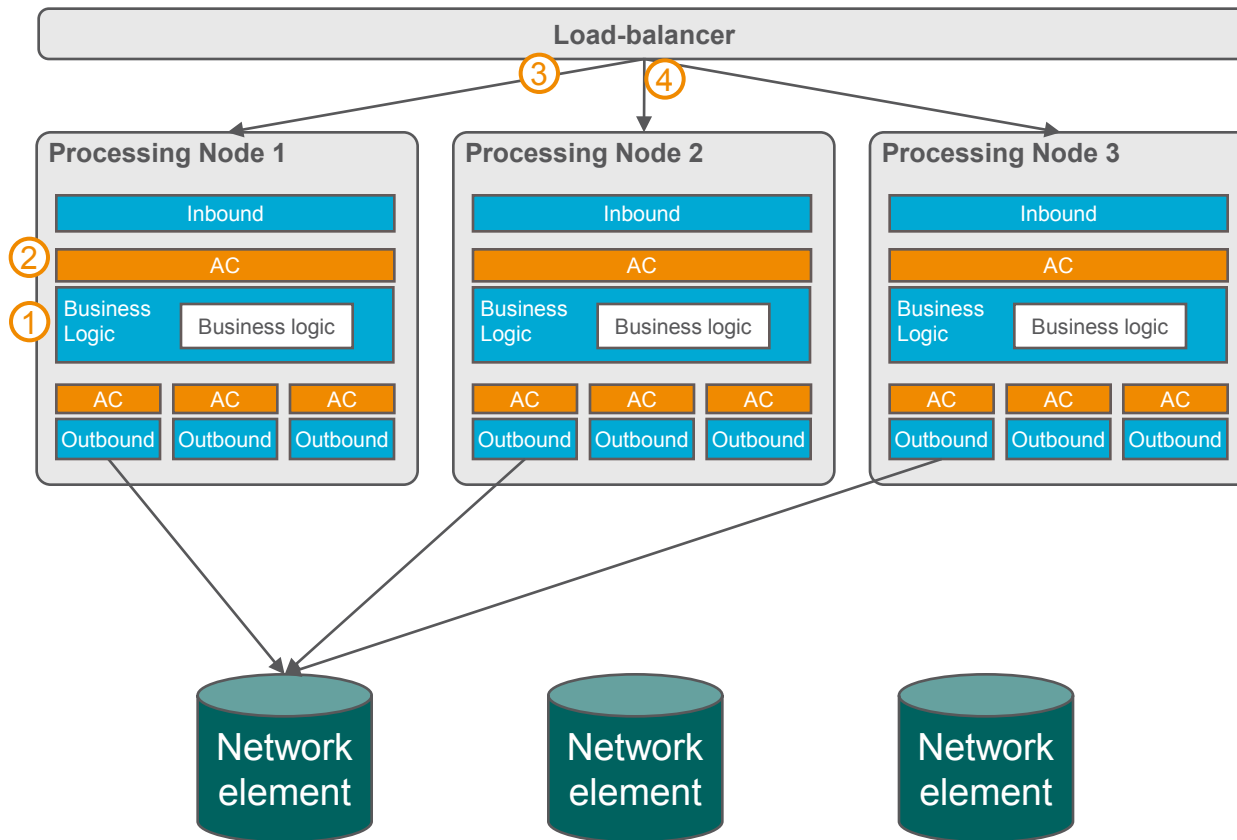 Load-balancer
3
4
Processing Node 1
Processing Node 2
Processing Node 3
Inbound
Inbound
Inbound
2
AC
AC
AC
1
Business
Logic
Business logic
Business
Logic
Business logic
Business
Logic
Business logic
AC
AC
AC
AC
AC
AC
AC
AC
AC
Outbound
Outbound
Outbound
Outbound
Outbound
Outbound
Outbound
Outbound
Outbound
Network
element
Network
element
Network
element